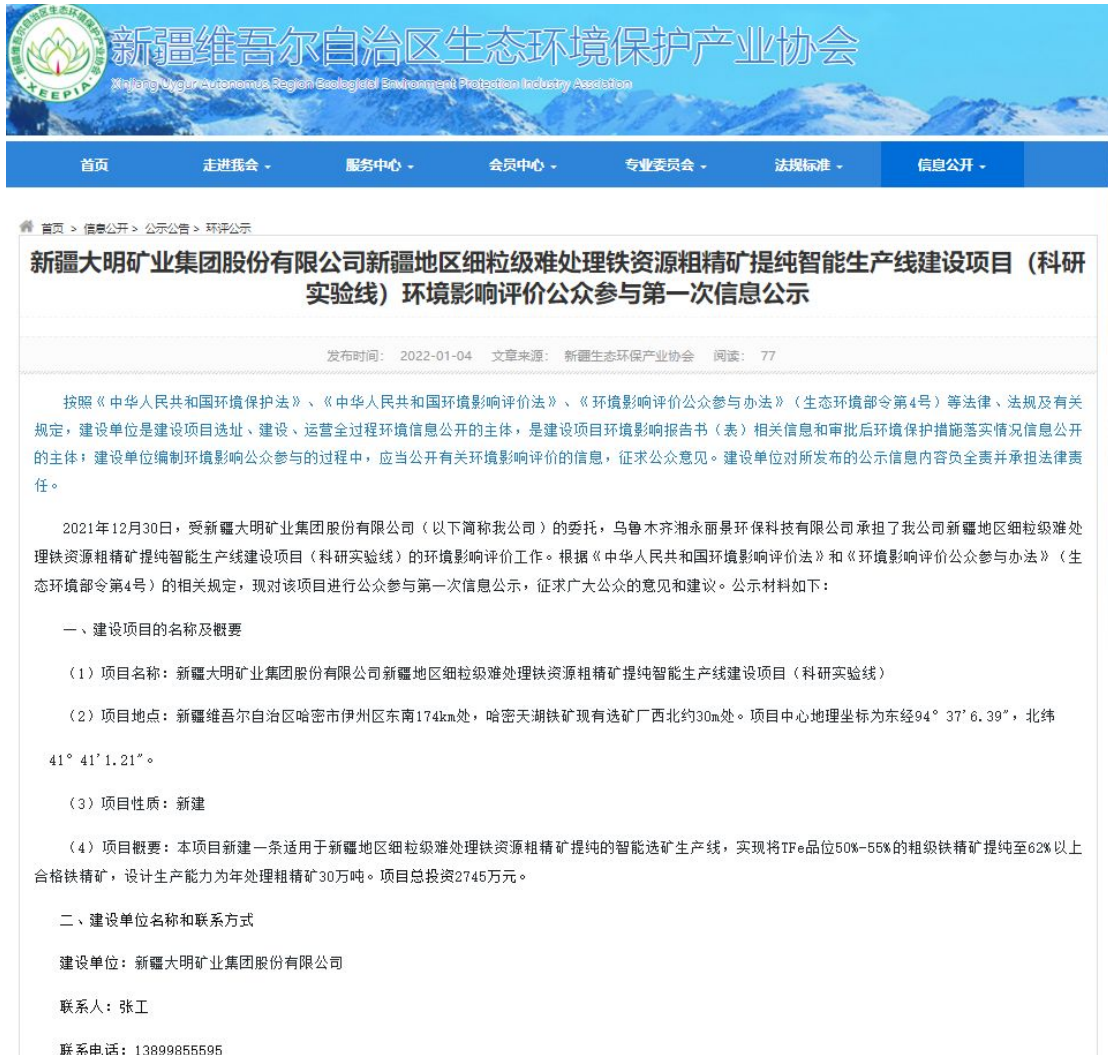 新疆维吾尔自治区生态环境保护产业协会
XEEPIA
首页 走进我会 服务中心 会员中心 专业委员会 法规标准 信息公开
首页 > 信息公开 > 公示公告 > 环评公示
新疆大明矿业集团股份有限公司新疆地区细粒级难处理铁资源粗精矿提纯智能生产线建设项目（科研
实验线）环境影响评价公众参与第一次信息公示
发布时间： 2022-01-04 文章来源： 新疆生态环保产业协会 阅读： 77
按照《中华人民共和国环境保护法》、《中华人民共和国环境影响评价法》、《环境影响评价公众参与办法》（生态环境部令第4号）等法律、法规及有关
规定，建设单位是建设项目选址、建设、运营全过程环境信息公开的主体，是建设项目环境影响报告书（表）相关信息和审批后环境保护措施落实情况信息公开
的主体；建设单位编制环境影响公众参与的过程中，应当公开有关环境影响评价的信息，征求公众意见。建设单位对所发布的公示信息内容负全责并承担法律责
任。
2021年12月30日，受新疆大明矿业集团股份有限公司（以下简称我公司）的委托，乌鲁木齐湘永丽景环保科技有限公司承担了我公司新疆地区细粒级难处
理铁资源粗精矿提纯智能生产线建设项目（科研实验线）的环境影响评价工作。根据《中华人民共和国环境影响评价法》和《环境影响评价公众参与办法》（生
态环境部令第4号）的相关规定，现对该项目进行公众参与第一次信息公示，征求广大公众的意见和建议。公示材料如下：
一、建设项目的名称及概要
（1）项目名称：新疆大明矿业集团股份有限公司新疆地区细粒级难处理铁资源粗精矿提纯智能生产线建设项目（科研实验线）
（2）项目地点：新疆维吾尔自治区哈密市伊州区东南174km处，哈密天湖铁矿现有选矿厂西北约30m处。项目中心地理坐标为东经94° 37′6.39″，北纬
41° 41′1.21″。
（3）项目性质：新建
（4）项目概要：本项目新建一条适用于新疆地区细粒级难处理铁资源粗精矿提纯的智能选矿生产线，实现将TFe品位50%-55%的粗级铁精矿提纯至62%以上
合格铁精矿，设计生产能力为年处理粗精矿30万吨。项目总投资2745万元。
二、建设单位名称和联系方式
建设单位：新疆大明矿业集团股份有限公司
联系人：张工
联系电话：13899855595